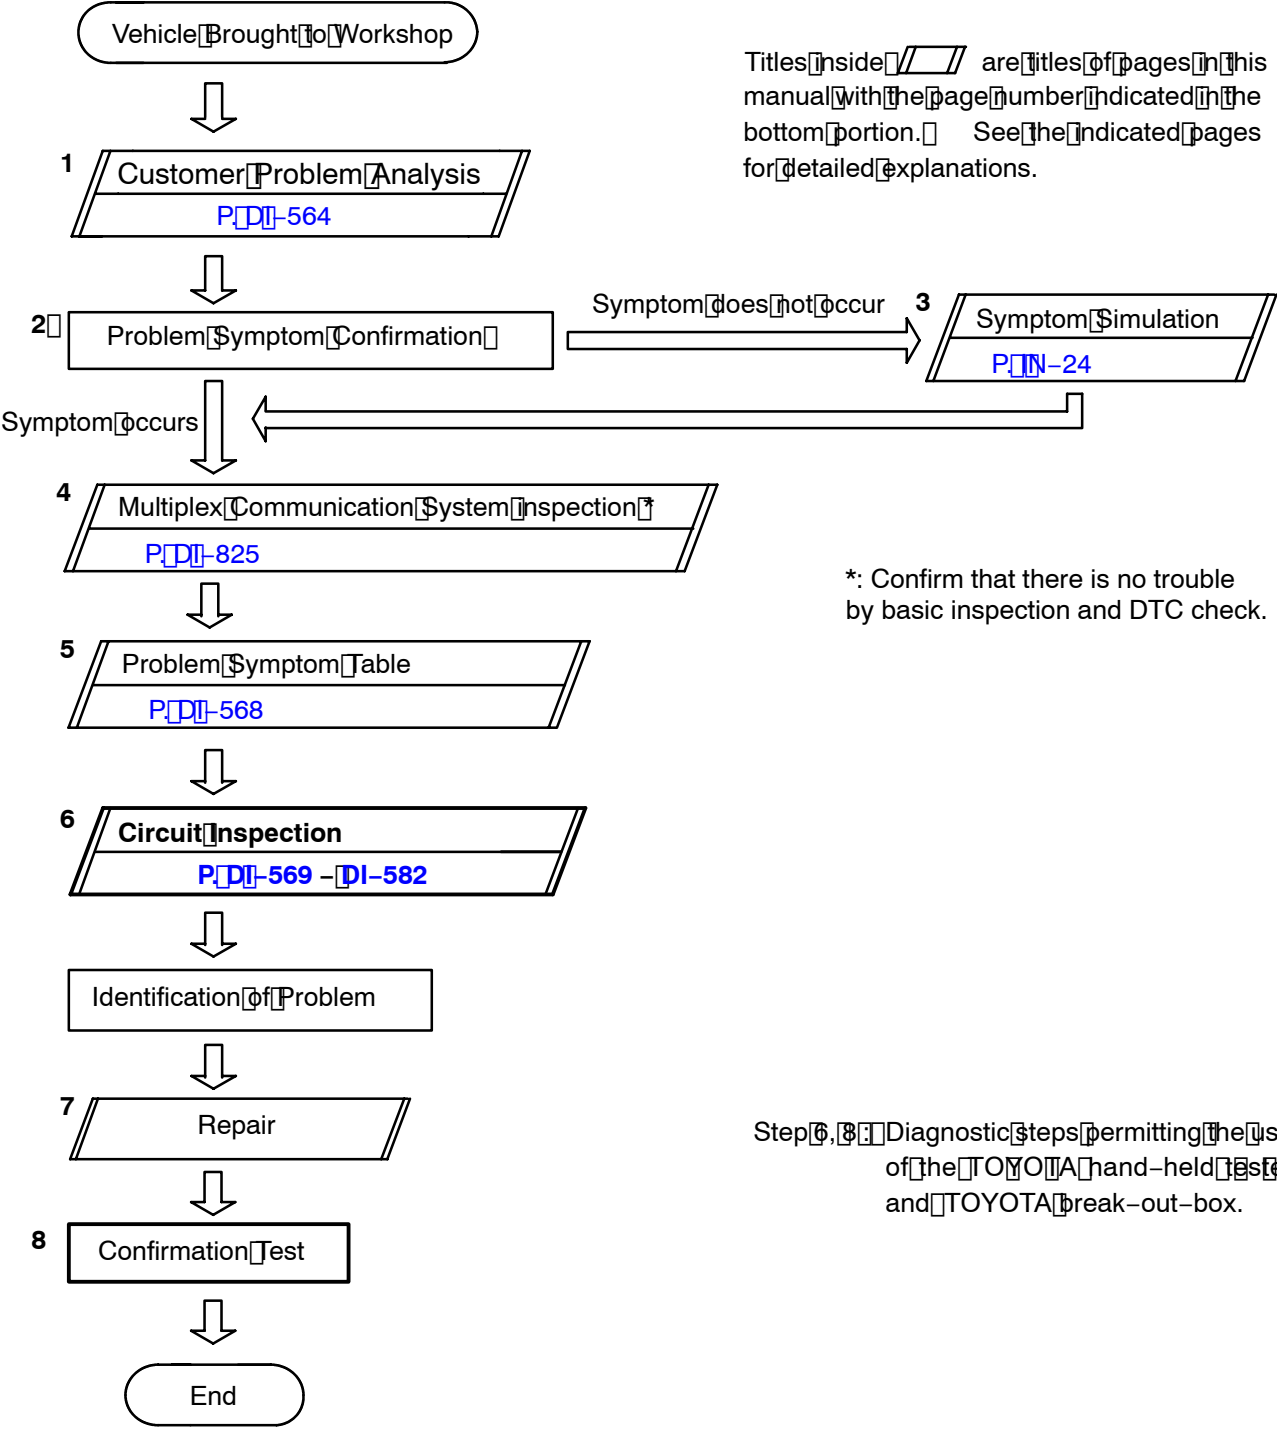 Vehicle Brought to Workshop
Titles inside are titles of pages in this
manual with the page number indicated in the
bottom portion. See the indicated pages
for detailed explanations.
1
Customer Problem Analysis
P. DI–564
2
Problem Symptom Confirmation
Symptom does not occur
3
Symptom Simulation
P. IN–24
Symptom occurs
4
Multiplex Communication System inspection *
P. DI–825
*: Confirm that there is no trouble
by basic inspection and DTC check.
5
Problem Symptom Table
P. DI–568
6
Circuit Inspection
P. DI–569 – DI–582
Identification of Problem
7
Repair
Step 6, 8 : Diagnostic steps permitting the us
of the TOYOTA hand–held teste
and TOYOTA break–out–box.
8
Confirmation Test
End